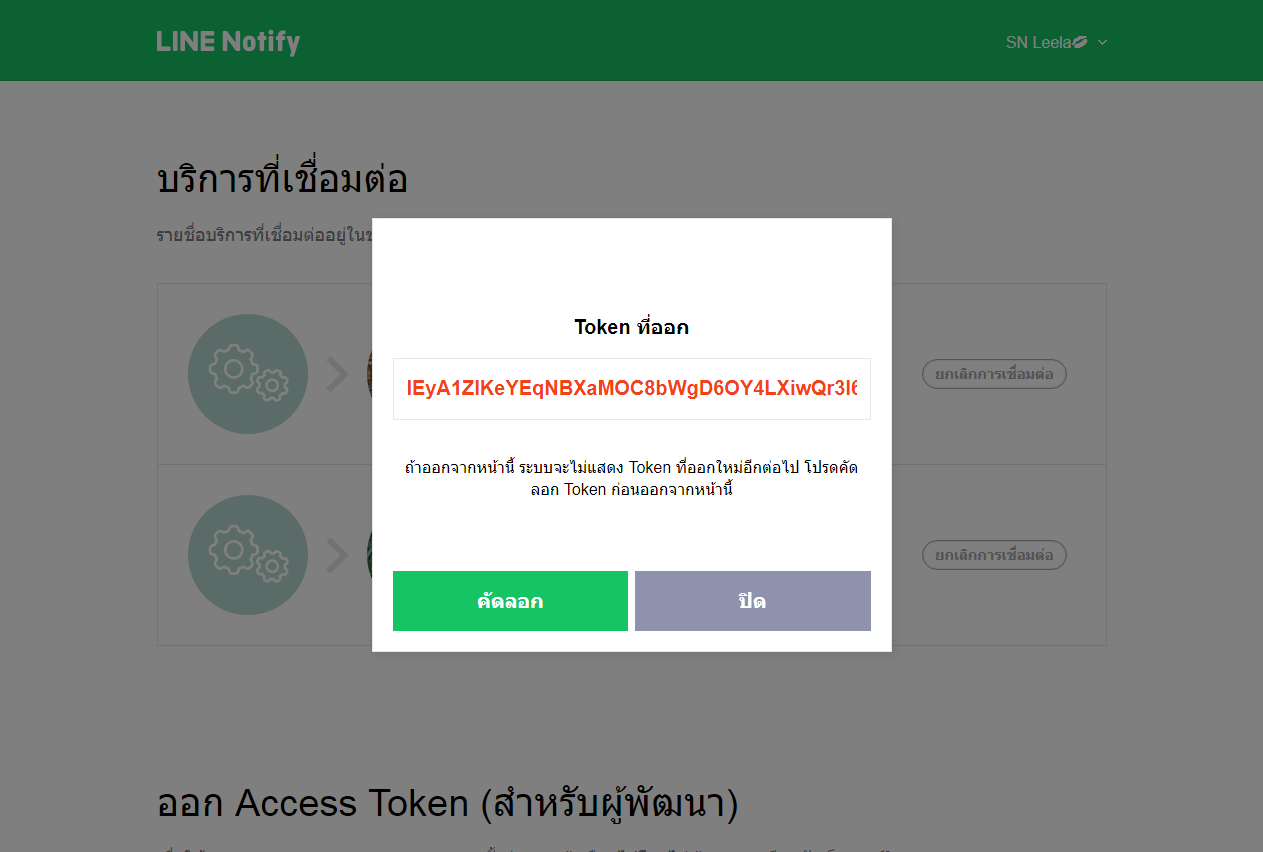 LINE Notify
SN Leela💋
บริการที่เชื่อมต่อ
รายชื่อบริการที่เชื่อมต่ออยู่ใน
Token ที่ออก
ยกเลิกการเชื่อมต่อ
ถ้าออกจากหน้านี้ ระบบจะไม่แสดง Token ที่ออกใหม่อีกต่อไป โปรดคัด
ลอก Token ก่อนออกจากหน้านี้
ยกเลิกการเชื่อมต่อ
คัดลอก
ปิด
ออก Access Token (สำหรับผู้พัฒนา)